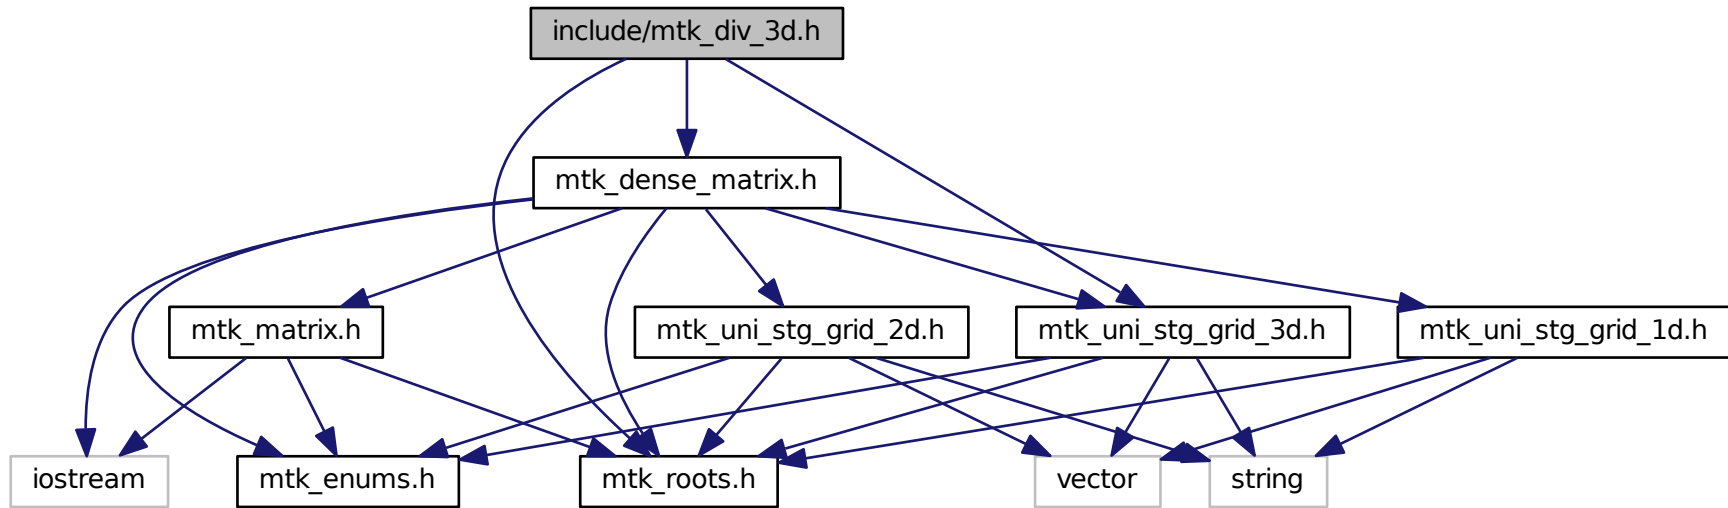 include/mtk_div_3d.h
mtk_dense_matrix.h
mtk_matrix.h
mtk_uni_stg_grid_2d.h
mtk_uni_stg_grid_3d.h
mtk_uni_stg_grid_1d.h
iostream
mtk_enums.h
mtk_roots.h
vector
string